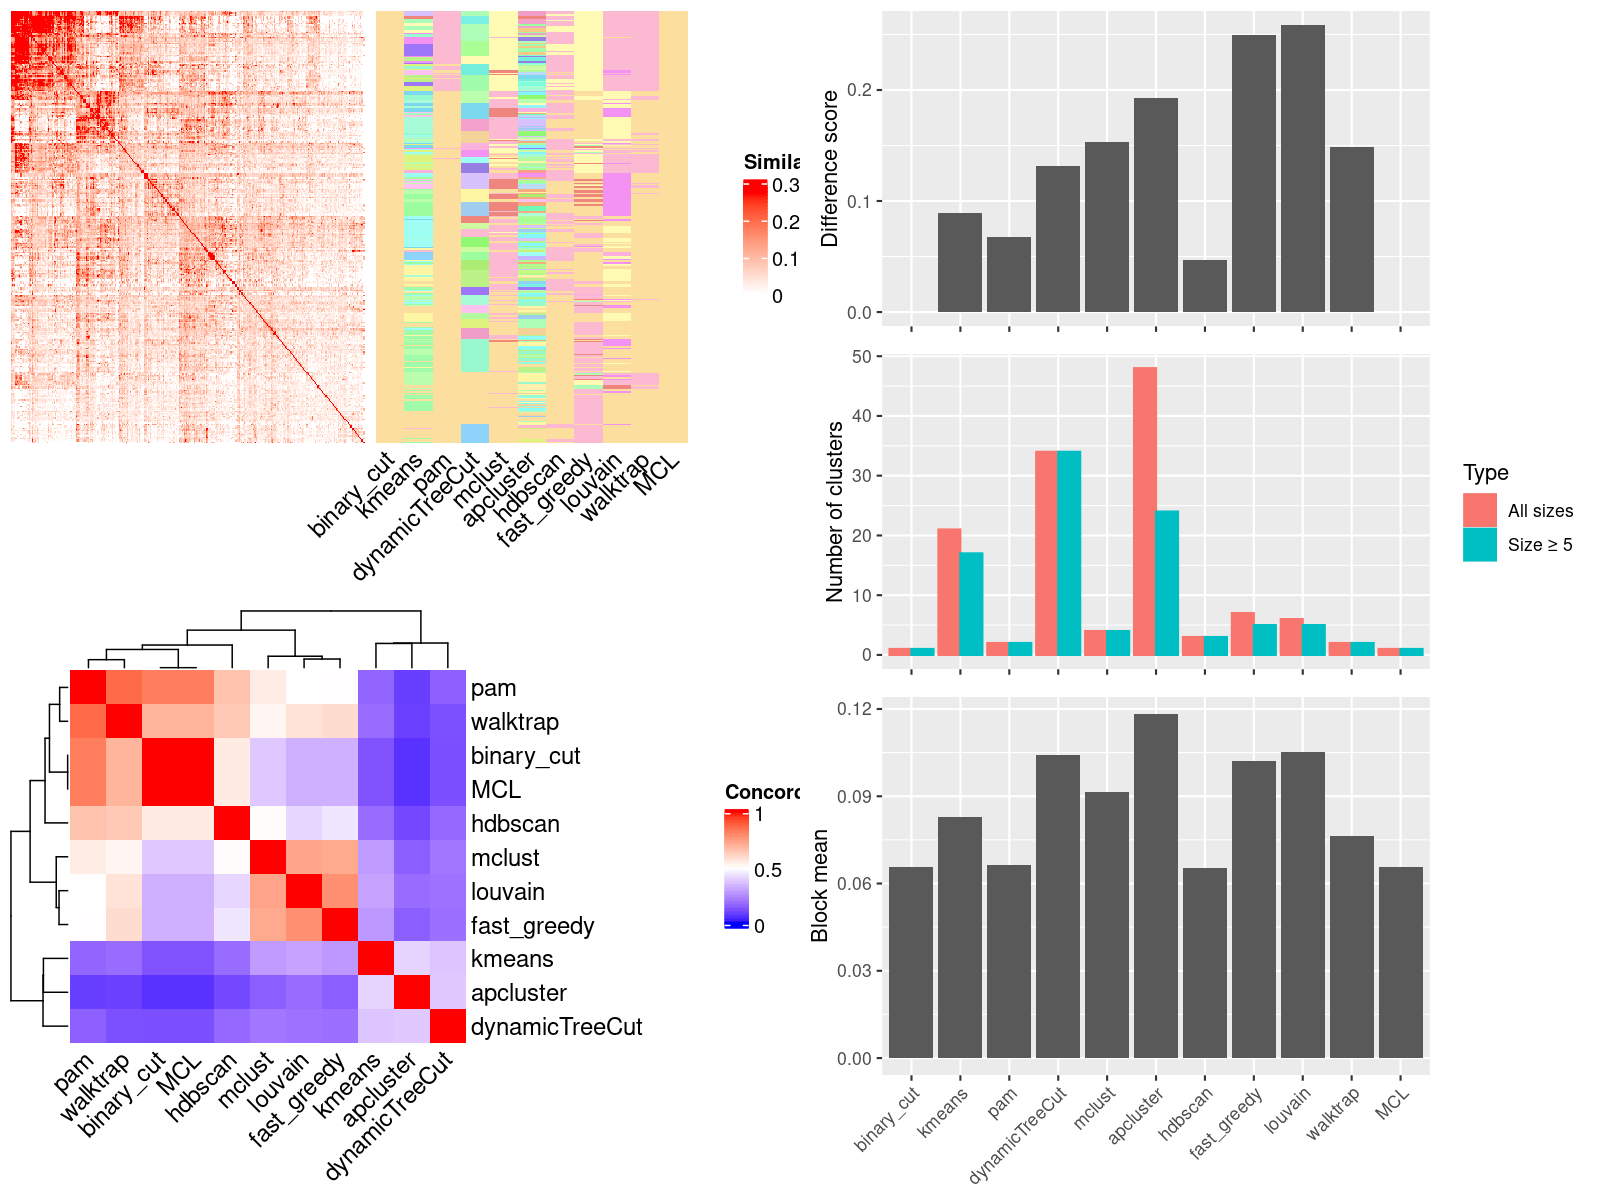 Simila
0.3
0.2
0.1
0
binary_cut
kmeans
pam
dynamicTreeCut
mclust
apcluster
hdbscan
fast_greedy
louvain
walktrap
MCL
pam
walktrap
binary_cut
MCL
hdbscan
mclust
louvain
fast_greedy
kmeans
apcluster
dynamicTreeCut
pam
walktrap
binary_cut
MCL
hdbscan
mclust
louvain
fast_greedy
kmeans
apcluster
dynamicTreeCut
Concord
1
0.5
0
Difference score
0.2
0.1
0.0
Number of clusters
50
40
30
20
10
0
Type
All sizes
Size ≥ 5
Block mean
0.12
0.09
0.06
0.03
0.00
binary_cut
kmeans
pam
dynamicTreeCut
mclust
apcluster
hdbscan
fast_greedy
louvain
walktrap
MCL